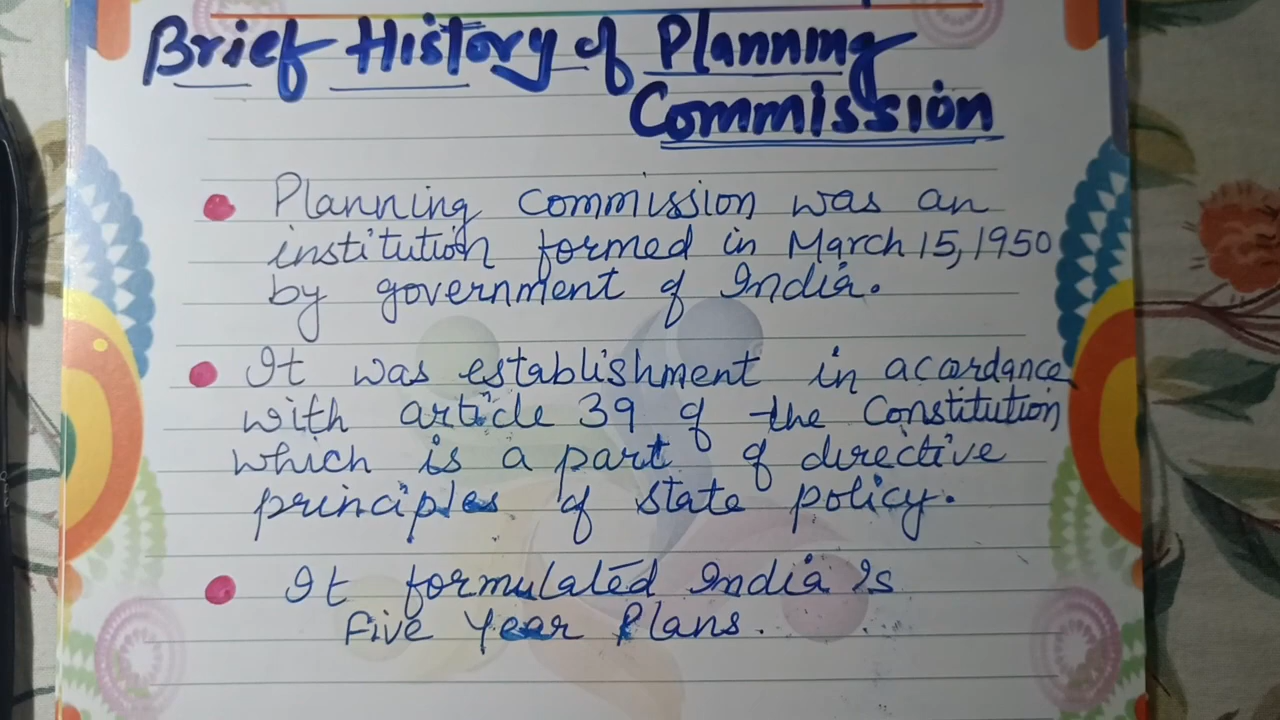 Brief History of Planning
Commission
Planning Commission was an
institution formed in March 15, 1950
by government of India.
It was establishment in acordance
with article 39 of the Constitution
which is a part of directive
principles of state policy.
It formulated India's
Five Year Plans.